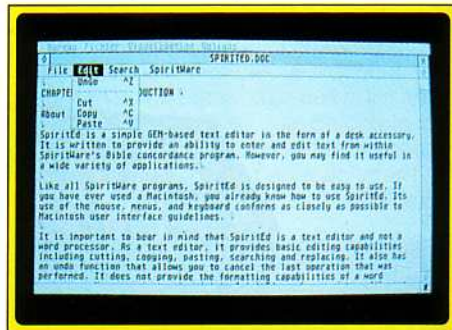 Bureau Fichier Visualisation Options
SPIRITED.DOC
File Edit Search SpiritWare
Undo ^Z
Cut ^X
Copy ^C
Paste ^V
CHAPTE DUCTION
About
SpiritEd is a simple GEM-based text editor in the form of a desk accessory.
It is written to provide an ability to enter and edit text from within
SpiritWare's Bible concordance program. However, you may find it useful in
a wide variety of applications.
Like all SpiritWare programs, SpiritEd is designed to be easy to use. If
you have ever used a Macintosh, you already know how to use SpiritEd. Its
use of the mouse, menus, and keyboard conforms as closely as possible to
Macintosh user interface guidelines.
It is important to bear in mind that SpiritEd is a text editor and not a
word processor. As a text editor, it provides basic editing capabilities
including cutting, copying, pasting, searching and replacing. It also has
an undo function that allows you to cancel the last operation that was
performed. It does not provide the formatting capabilities of a word